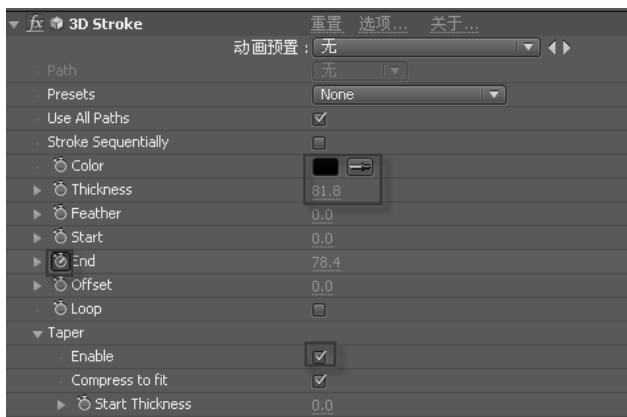 fx 3D Stroke 重置 选项... 关于...
动画预置：无
Path 无
Presets None
Use All Paths
Stroke Sequentially
Color
Thickness 81.8
Feather 0.0
Start 0.0
End 78.4
Offset 0.0
Loop
Taper
Enable
Compress to fit
Start Thickness 0.0